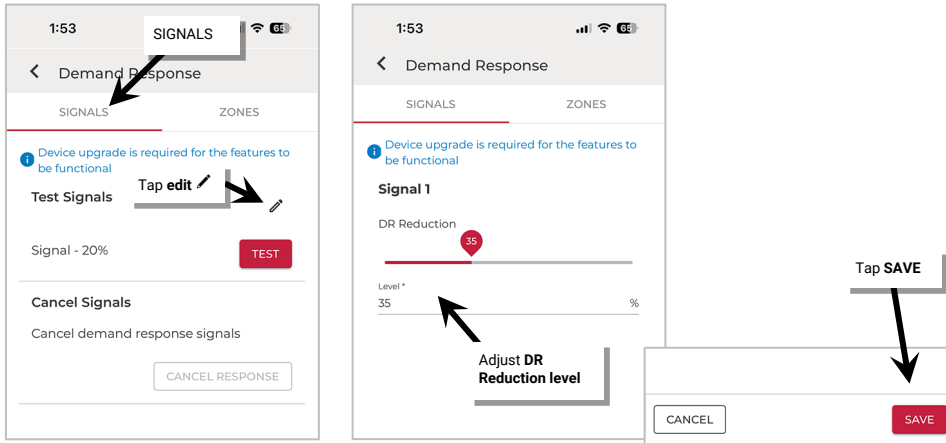 1:53
SIGNALS
65
Demand Response
SIGNALS ZONES
Device upgrade is required for the features to
be functional
Tap edit
Test Signals
Signal - 20% TEST
Cancel Signals
Cancel demand response signals
CANCEL RESPONSE
1:53 65
Demand Response
SIGNALS ZONES
Device upgrade is required for the features to
be functional
Signal 1
DR Reduction
35
Level *
35 %
Adjust DR
Reduction level
Tap SAVE
CANCEL SAVE